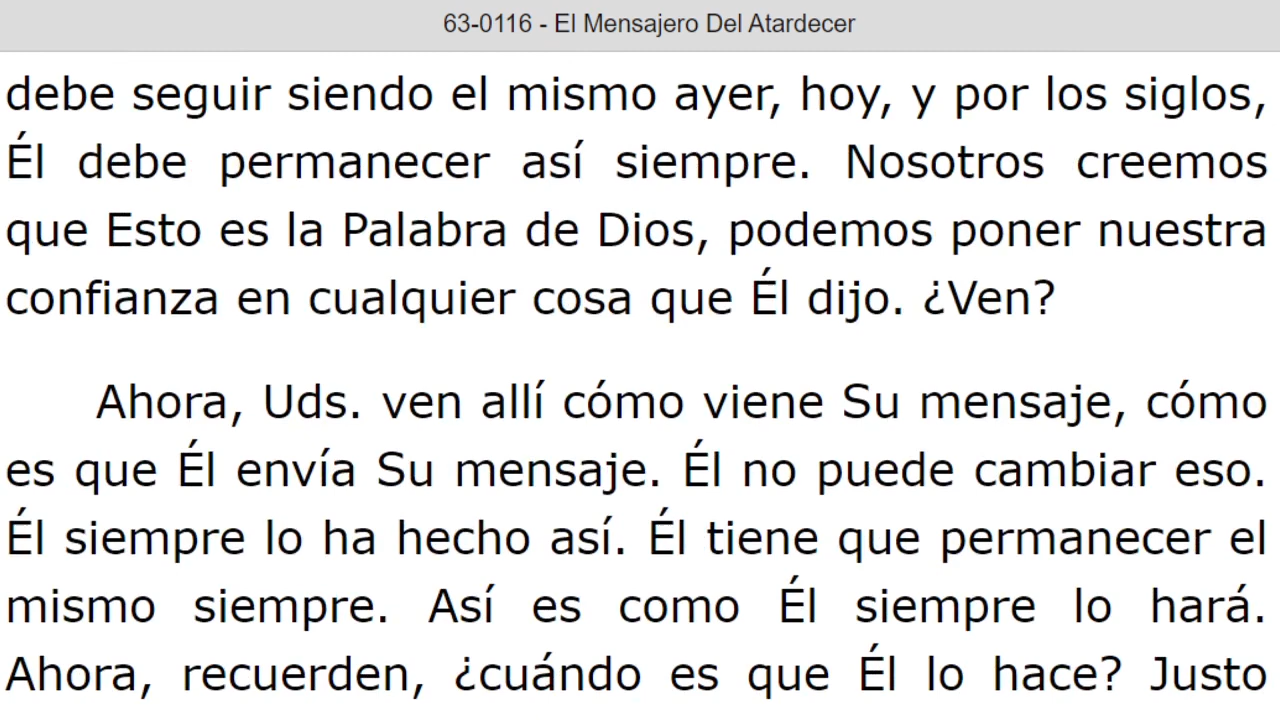 63-0116 - El Mensajero Del Atardecer
debe seguir siendo el mismo ayer, hoy, y por los siglos,
Él debe permanecer así siempre. Nosotros creemos
que Esto es la Palabra de Dios, podemos poner nuestra
confianza en cualquier cosa que Él dijo. ¿Ven?
Ahora, Uds. ven allí cómo viene Su mensaje, cómo
es que Él envía Su mensaje. Él no puede cambiar eso.
Él siempre lo ha hecho así. Él tiene que permanecer el
mismo siempre. Así es como Él siempre lo hará.
Ahora, recuerden, ¿cuándo es que Él lo hace? Justo